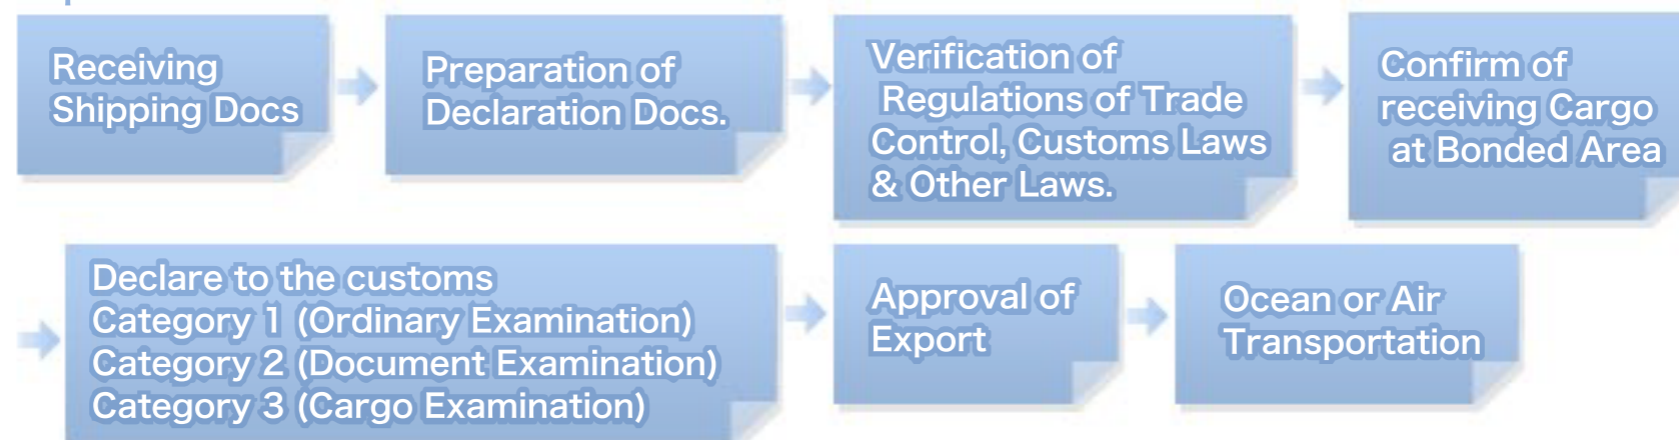 Receiving
Shipping Docs
Preparation of
Declaration Docs.
Verification of
Regulations of Trade
Control, Customs Laws
& Other Laws.
Confirm of
receiving Cargo
at Bonded Area
Declare to the customs
Category 1 (Ordinary Examination)
Category 2 (Document Examination)
Category 3 (Cargo Examination)
Approval of
Export
Ocean or Air
Transportation